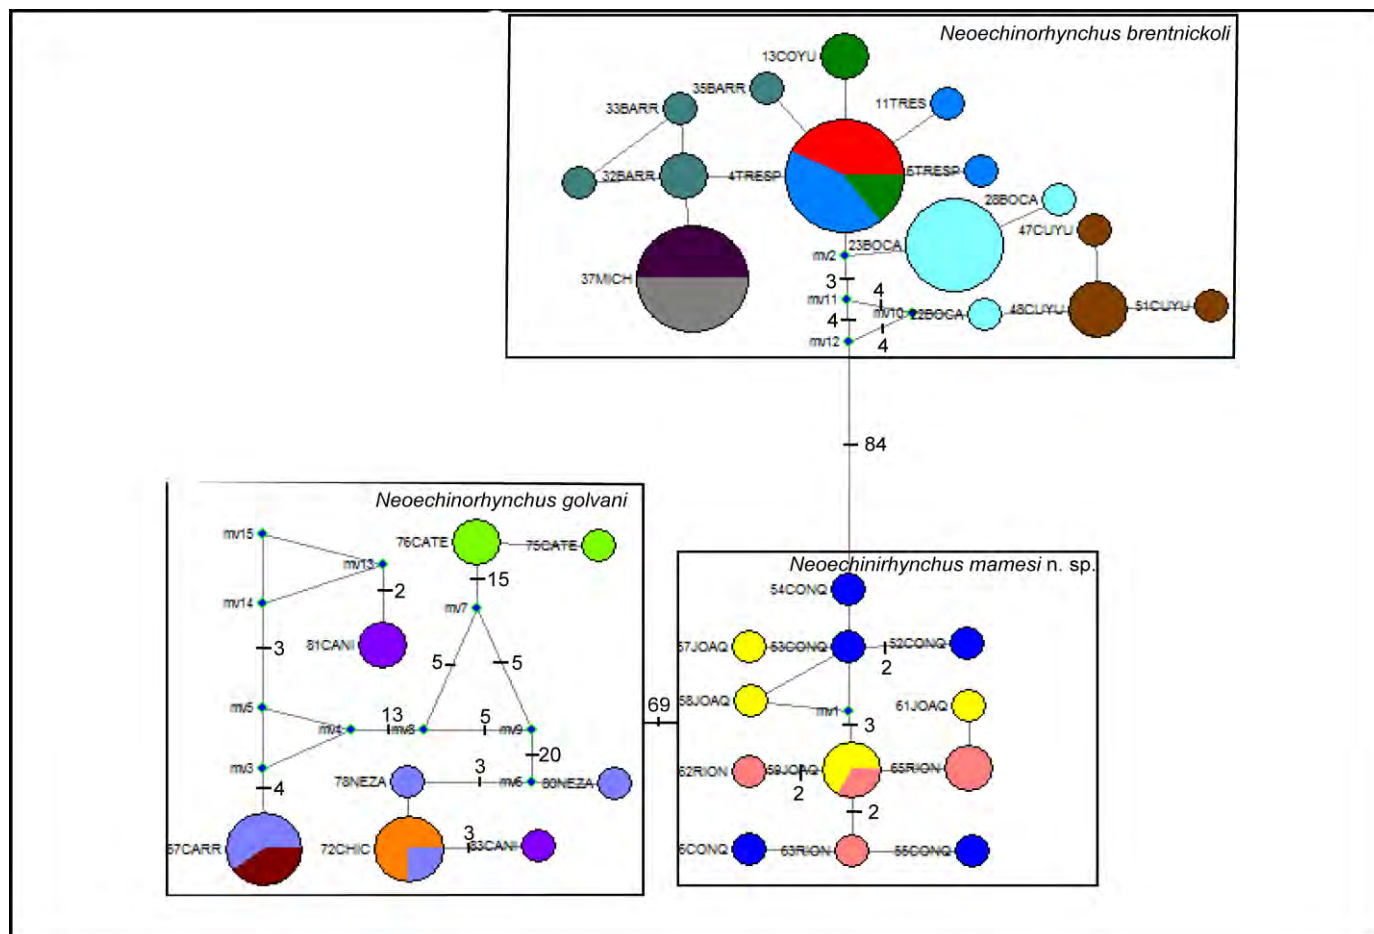 Neoechinorhynchus brentnickoli
13COYU
35BARR
33BARR
11TRES
32BARR
4TRESP
5TRESP
28BOCA
47CUYU
23BOCA
mv2
37MICH
3
4
mv11
mv10
22BOCA
48CUYU
51CUYU
4
mv12
4
84
Neoechinorhynchus golvani
mv15
76CATE
75CATE
mv13
15
2
mv14
mv7
3
81CANI
5
5
mv5
13
mv4
mv8
5
mv9
mv3
20
4
78NEZA
3
mv6
80NEZA
67CARR
72CHIC
3
83CANI
69
Neoechinirhynchus mamesi n. sp.
54CONQ
57JOAQ
53CONQ
52CONQ
2
58JOAQ
mv1
61JOAQ
3
62RION
59JOAQ
65RION
2
2
5CONQ
63RION
55CONQ